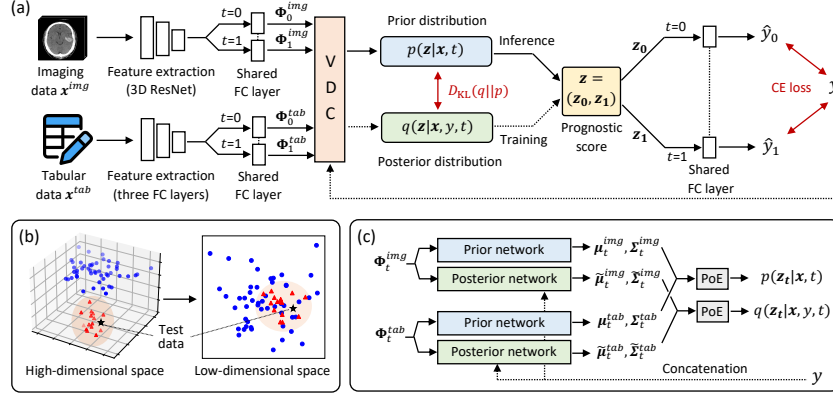 (a)
Imaging
data x^img
Feature extraction
(3D ResNet)
t=0
t=1
Φ_0^img
Φ_1^img
Shared
FC layer
Tabular
data x^tab
Feature extraction
(three FC layers)
t=0
t=1
Φ_0^tab
Φ_1^tab
Shared
FC layer
V
D
C
Prior distribution
p(z|x, t)
D_KL(q||p)
q(z|x, y, t)
Posterior distribution
Inference
Training
z =
(z_0, z_1)
Prognostic
score
z_0
z_1
t=0
t=1
Shared
FC layer
ŷ_0
ŷ_1
CE loss
y
(b)
Test
data
High-dimensional space
Low-dimensional space
(c)
Φ_t^img
Prior network
μ_t^img, Σ_t^img
Posterior network
μ̃_t^img, Σ̃_t^img
Φ_t^tab
Prior network
μ_t^tab, Σ_t^tab
Posterior network
μ̃_t^tab, Σ̃_t^tab
PoE
p(z_t|x, t)
PoE
q(z_t|x, y, t)
Concatenation
y